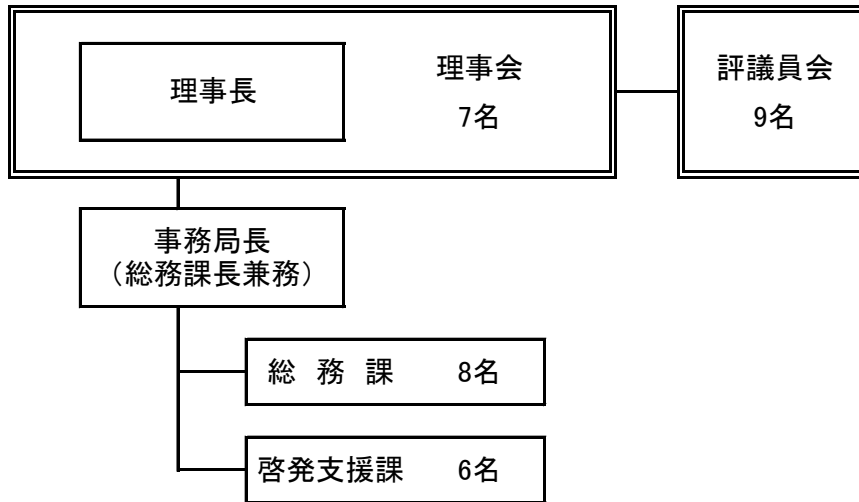 理事長
理事会
7名
評議員会
9名
事務局長
（総務課長兼務）
総務課 8名
啓発支援課 6名